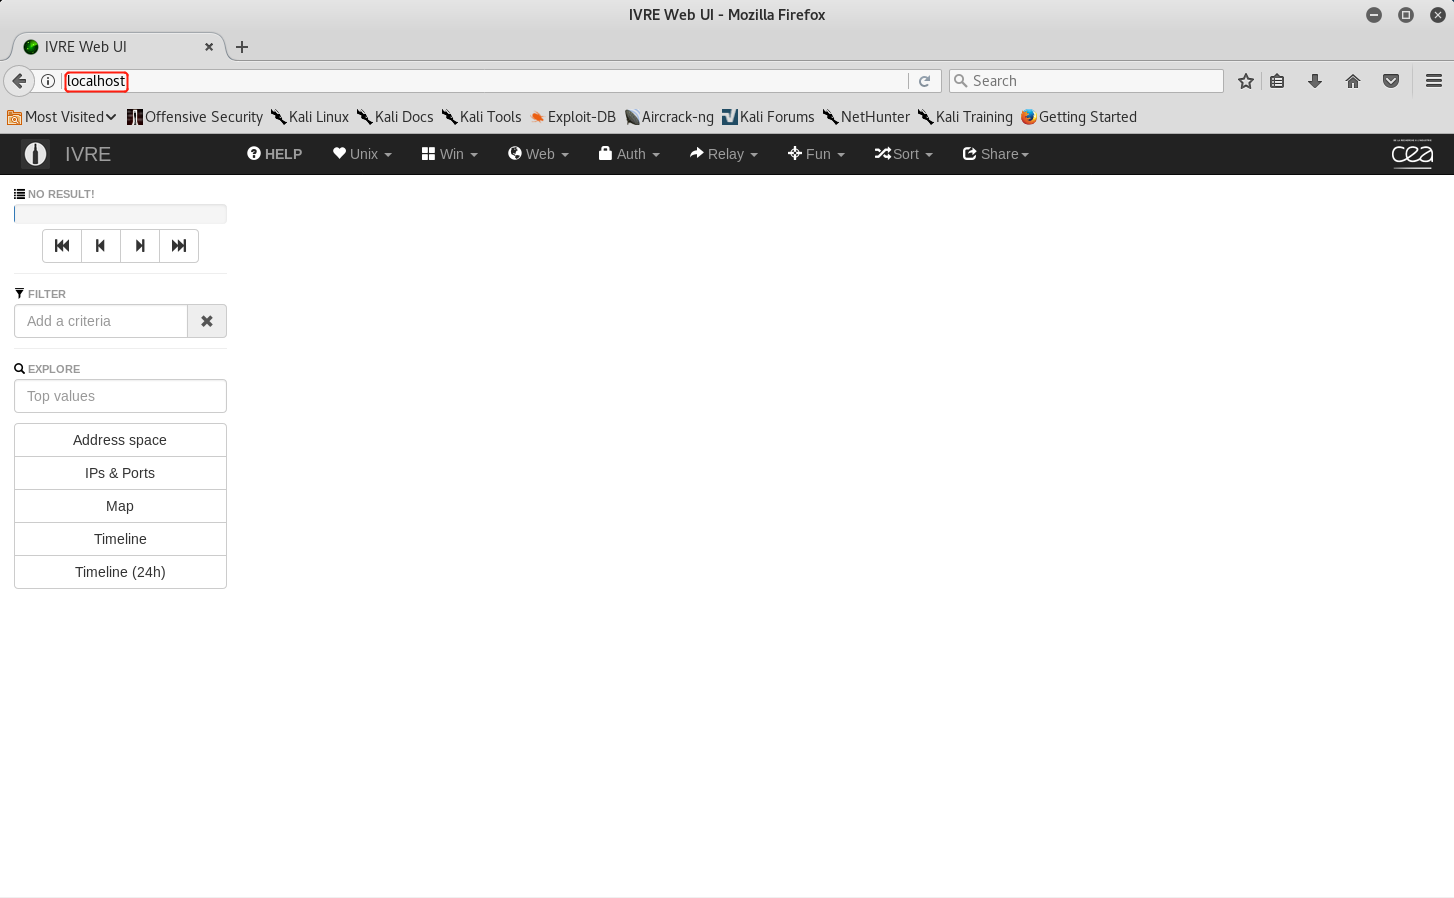 IVRE Web UI - Mozilla Firefox
IVRE Web UI
localhost
Search
Most Visited Offensive Security Kali Linux Kali Docs Kali Tools Exploit-DB Aircrack-ng Kali Forums NetHunter Kali Training Getting Started
IVRE HELP Unix Win Web Auth Relay Fun Sort Share cea
NO RESULT!
FILTER
Add a criteria
EXPLORE
Top values
Address space
IPs & Ports
Map
Timeline
Timeline (24h)